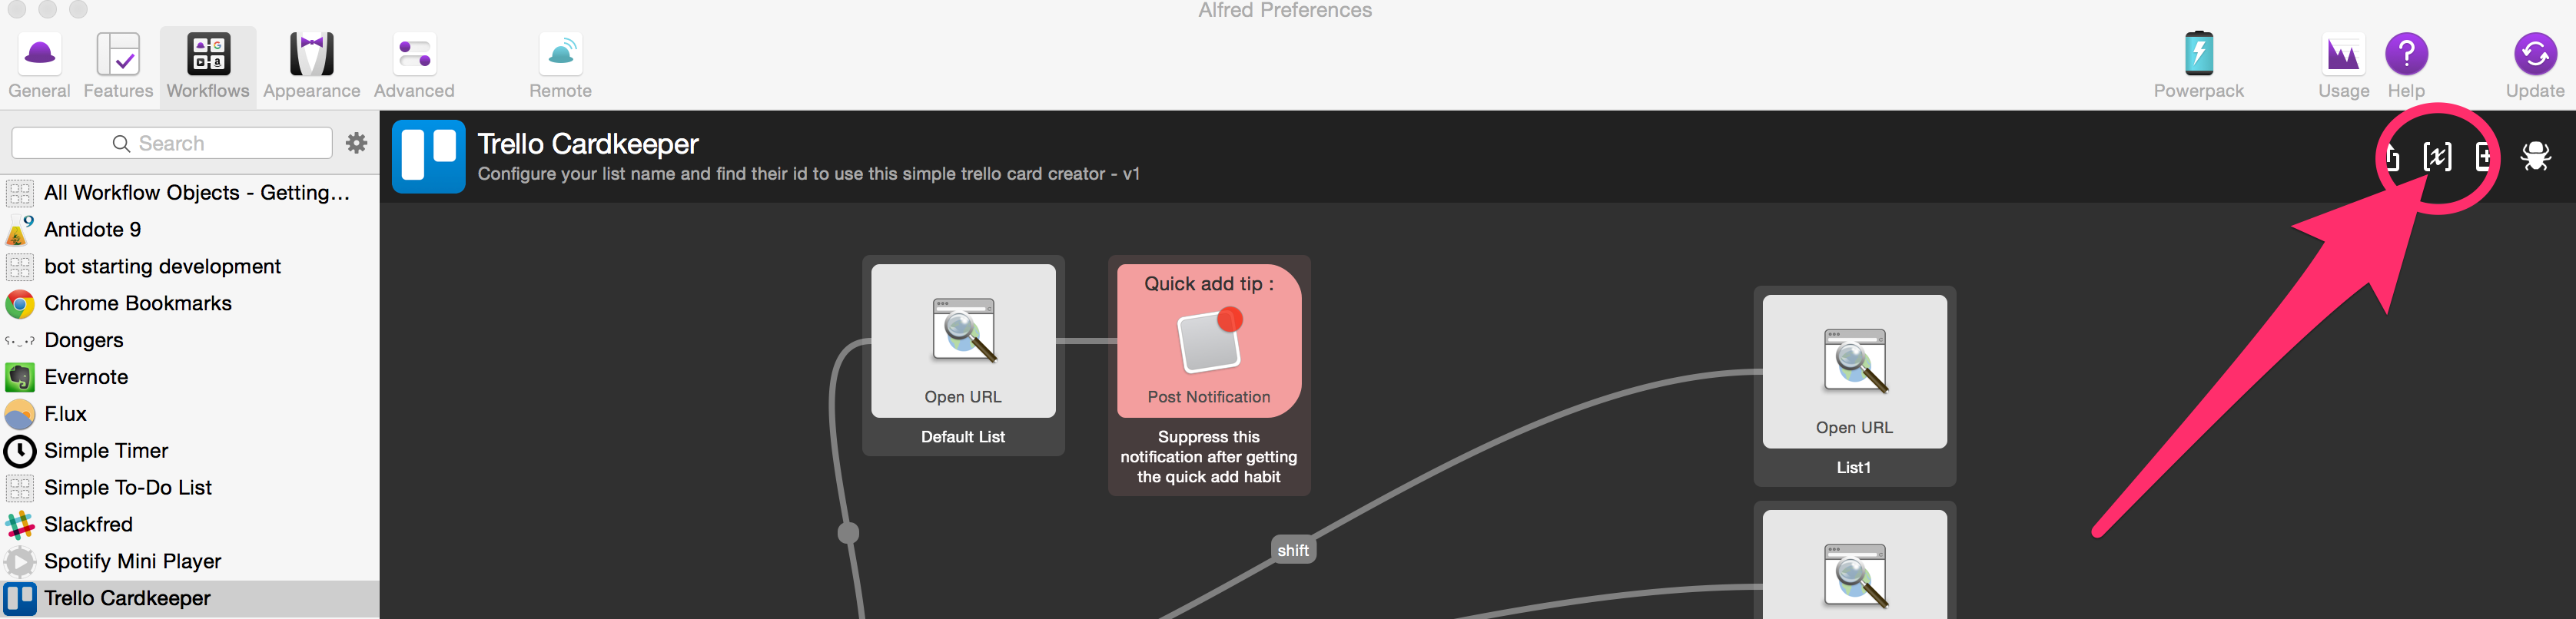 Alfred Preferences
General
Features
Workflows
Appearance
Advanced
Remote
Powerpack
Usage
Help
Update
Search
Trello Cardkeeper
Configure your list name and find their id to use this simple trello card creator - v1
[x]
All Workflow Objects - Getting...
Antidote 9
bot starting development
Chrome Bookmarks
Dongers
Evernote
F.lux
Simple Timer
Simple To-Do List
Slackfred
Spotify Mini Player
Trello Cardkeeper
Open URL
Default List
Quick add tip :
Post Notification
Suppress this
notification after getting
the quick add habit
shift
Open URL
List1